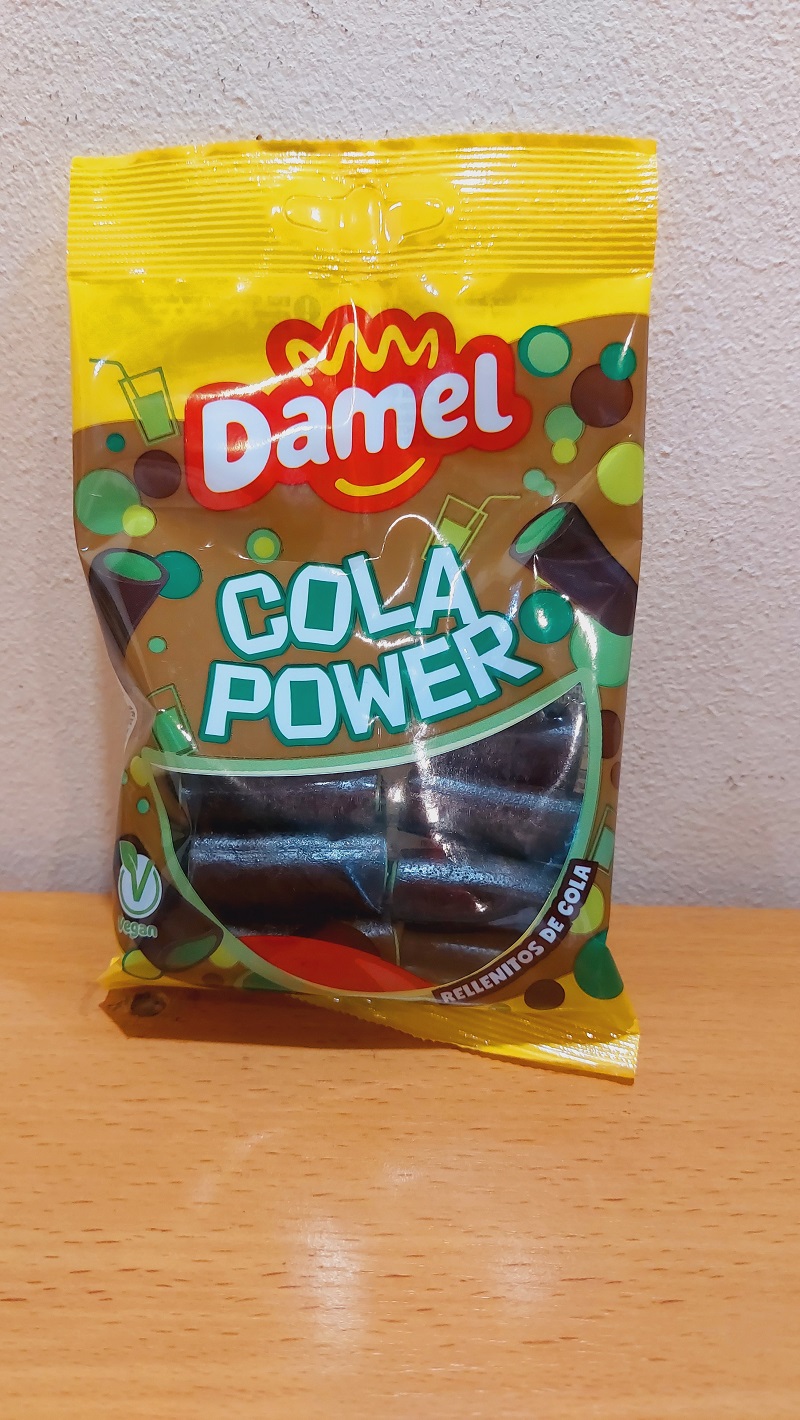 Damel
COLA
POWER
Vegan
RELLENITOS DE COLA